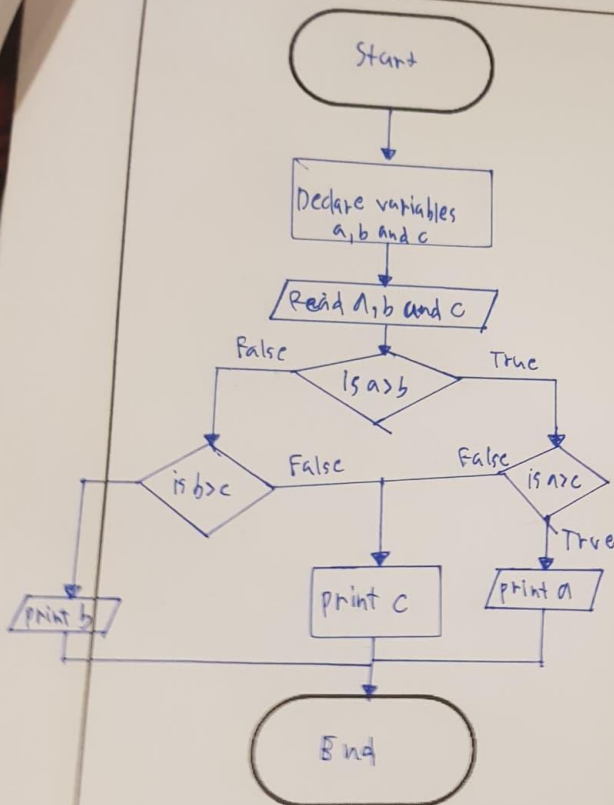 Start
Declare variables
a, b and c
Read a, b and c
False
True
is a>b
False
False
is b>c
is a>c
True
print b
print c
print a
End